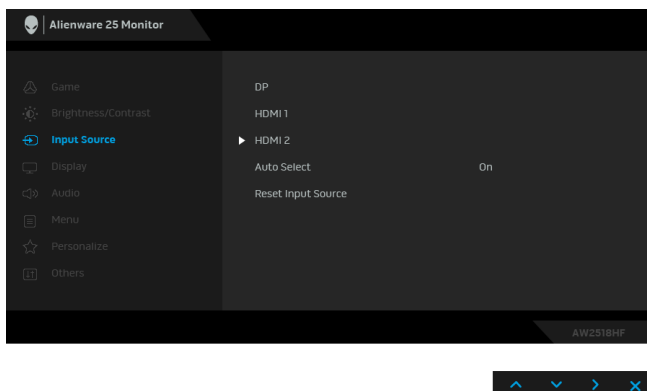 Alienware 25 Monitor
Game
DP
Brightness/Contrast
HDMI 1
Input Source
HDMI 2
Display
Auto Select On
Audio
Reset Input Source
Menu
Personalize
Others
AW2518HF